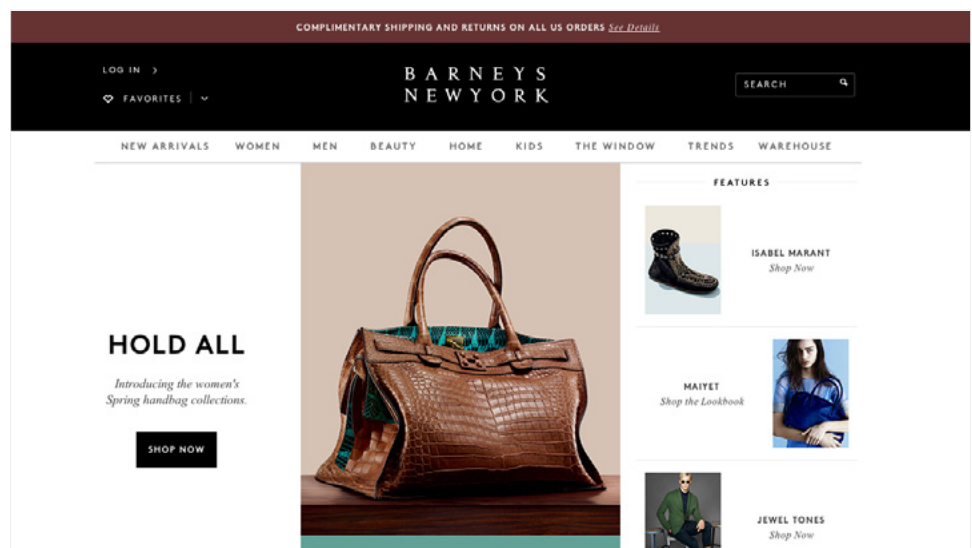 COMPLIMENTARY SHIPPING AND RETURNS ON ALL US ORDERS See Details
LOG IN
FAVORITES
BARNEYS
NEWYORK
SEARCH
NEW ARRIVALS WOMEN MEN BEAUTY HOME KIDS THE WINDOW TRENDS WAREHOUSE
HOLD ALL
Introducing the women's
Spring handbag collections.
SHOP NOW
FEATURES
ISABEL MARANT
Shop Now
MAIYET
Shop the Lookbook
JEWEL TONES
Shop Now